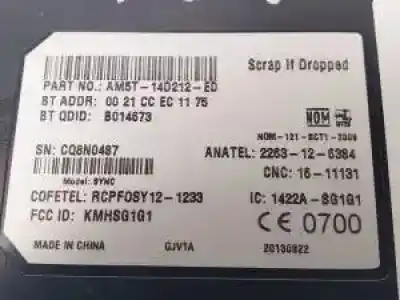 Scrap If Dropped
PART NO.: AM5T-14D212-ED
BT ADDR: 00 21 CC EC 11 75
BT QDID: B014673
NOM
NOM-121-SCT1-2009
SN: CQ8N0487
ANATEL: 2263-12-6384
Model: SYNC
CNC: 16-11131
COFETEL: RCPFOSY12-1233
IC: 1422A-SG1G1
FCC ID: KMHSG1G1
CE 0700
MADE IN CHINA
GJV1A
20130822